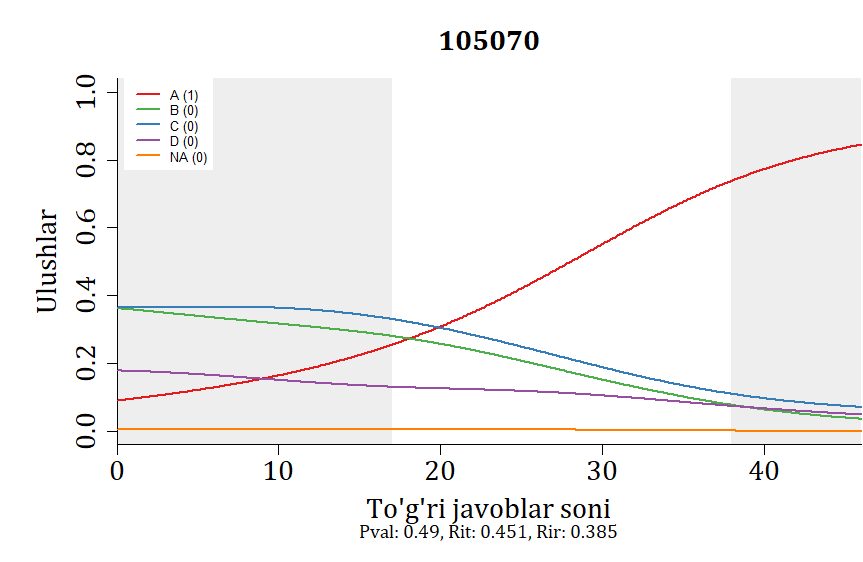 105070
1.0
0.8
0.6
0.4
0.2
0.0
Ulushlar
A (1)
B (0)
C (0)
D (0)
NA (0)
0 10 20 30 40
To'g'ri javoblar soni
Pval: 0.49, Rit: 0.451, Rir: 0.385